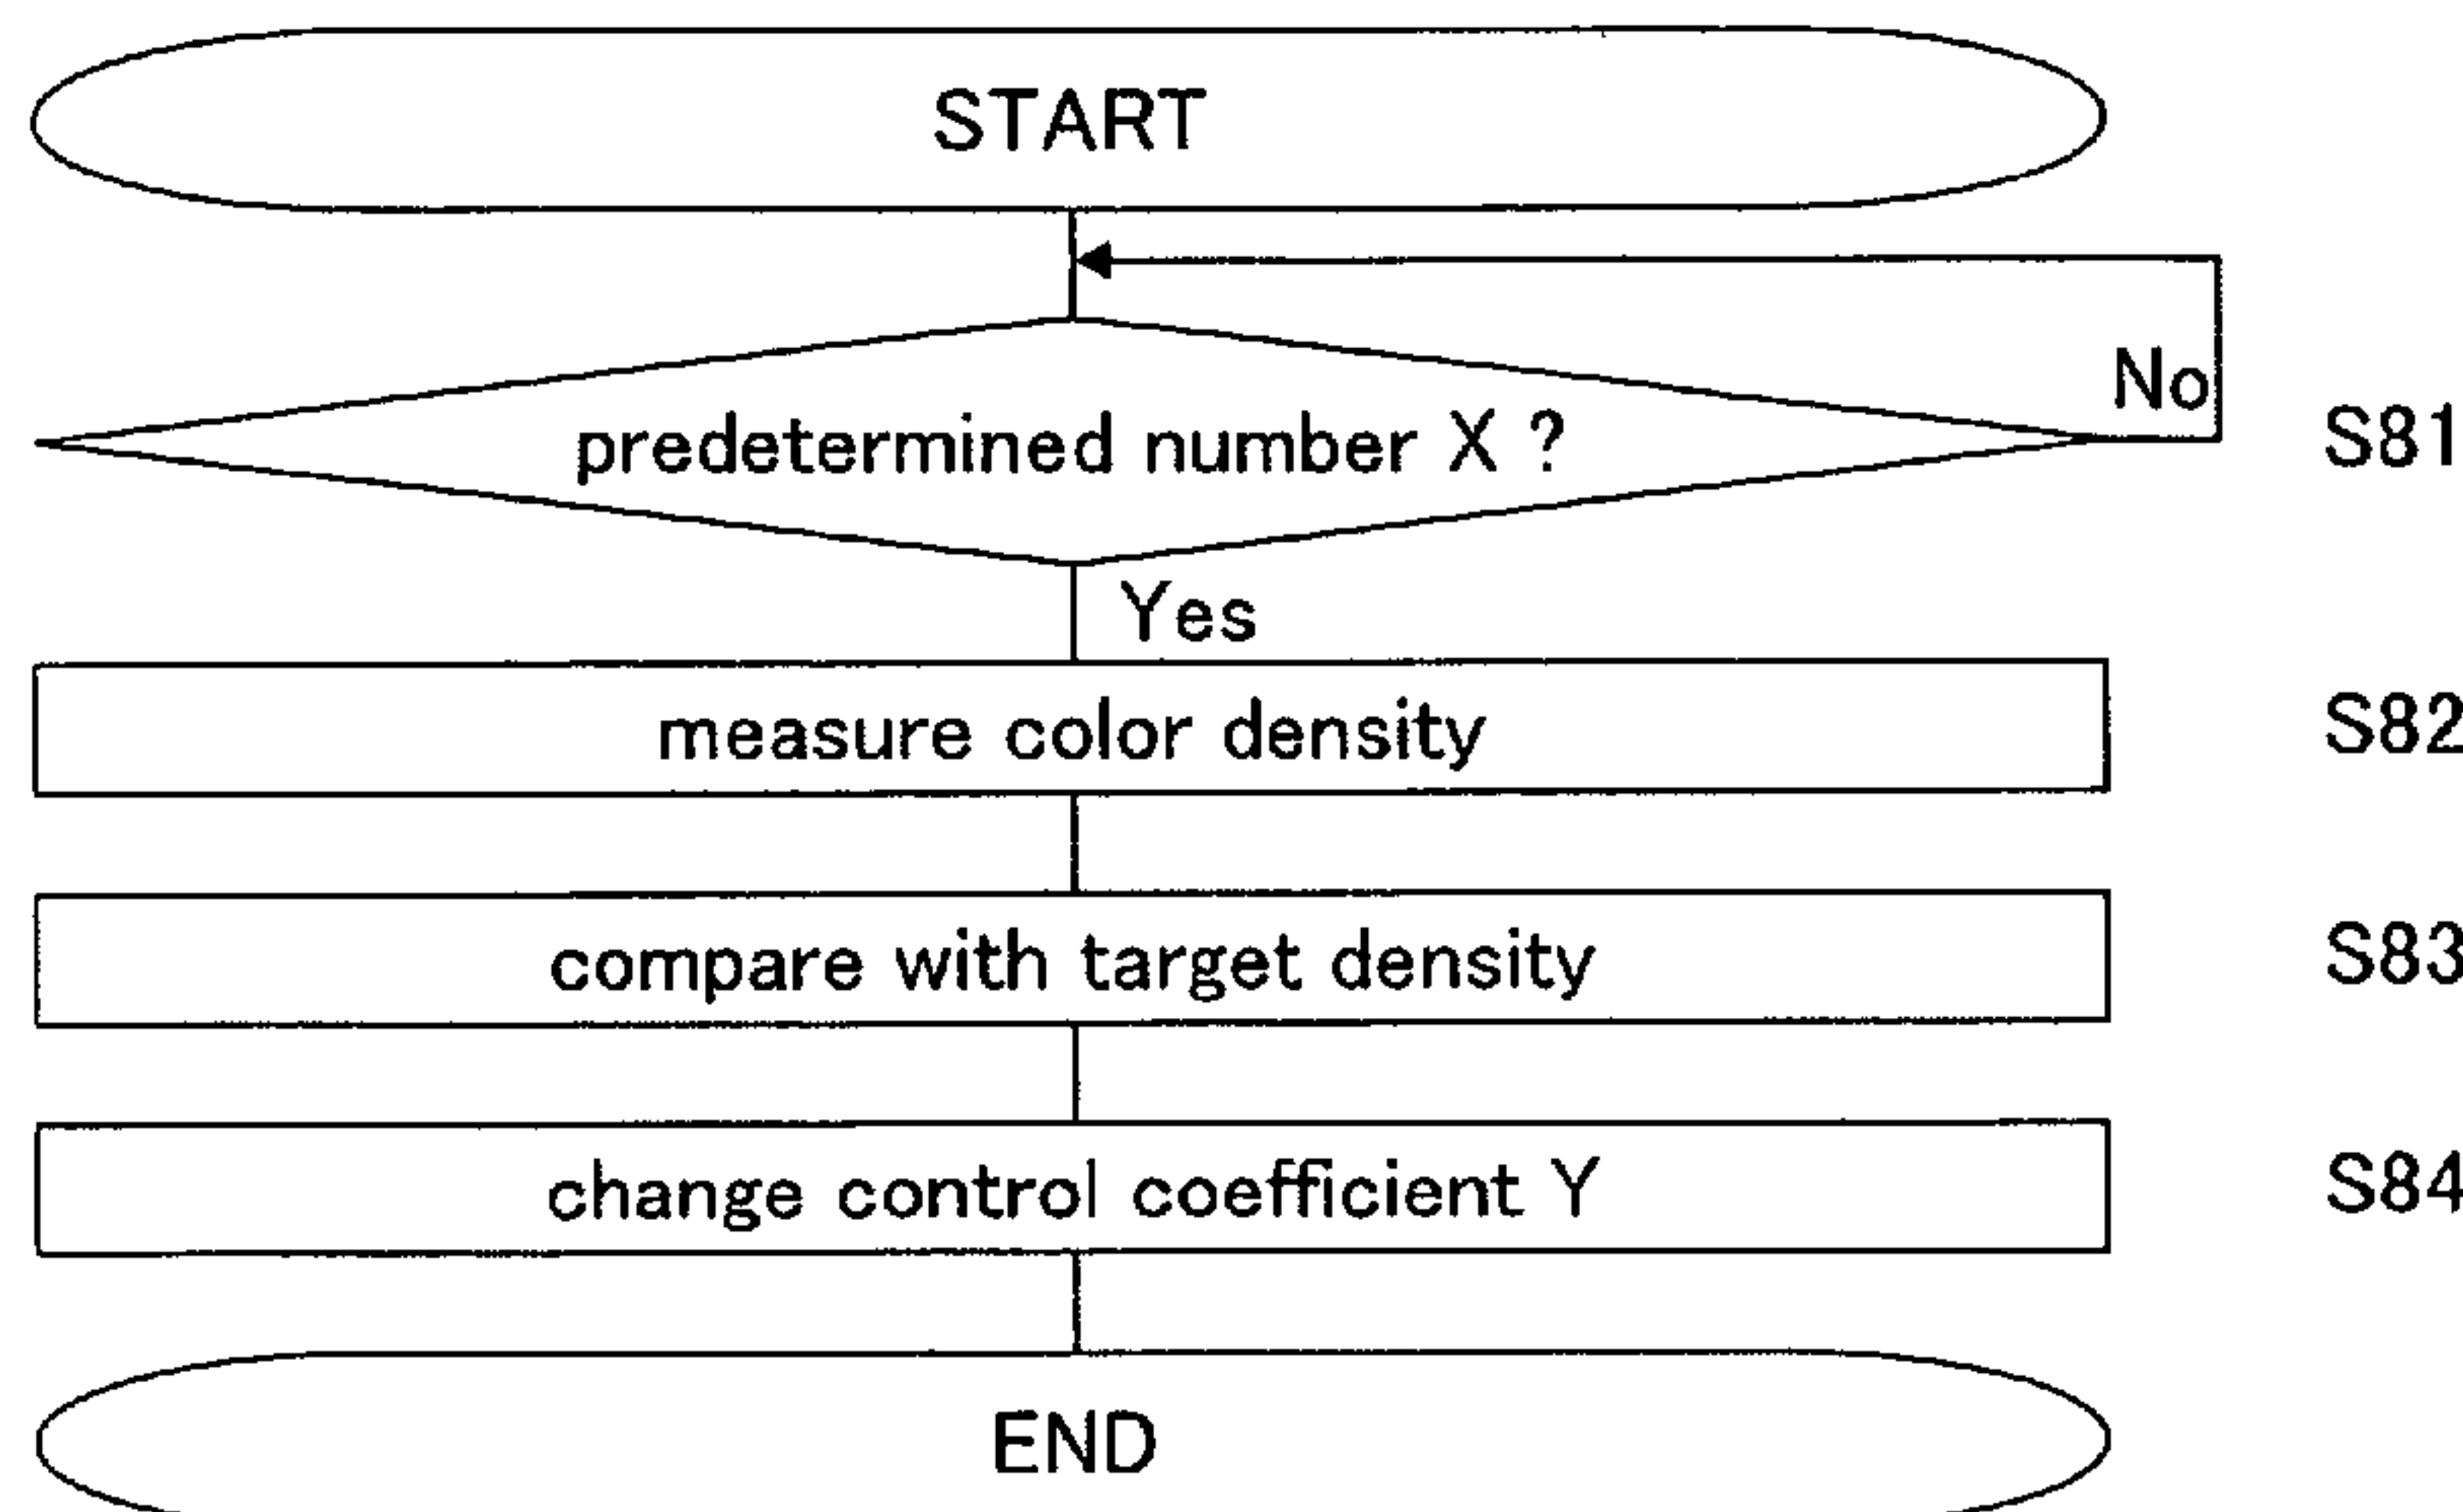 START
No
predetermined number X ?
S81
Yes
measure color density
S82
compare with target density
S83
change control coefficient Y
S84
END